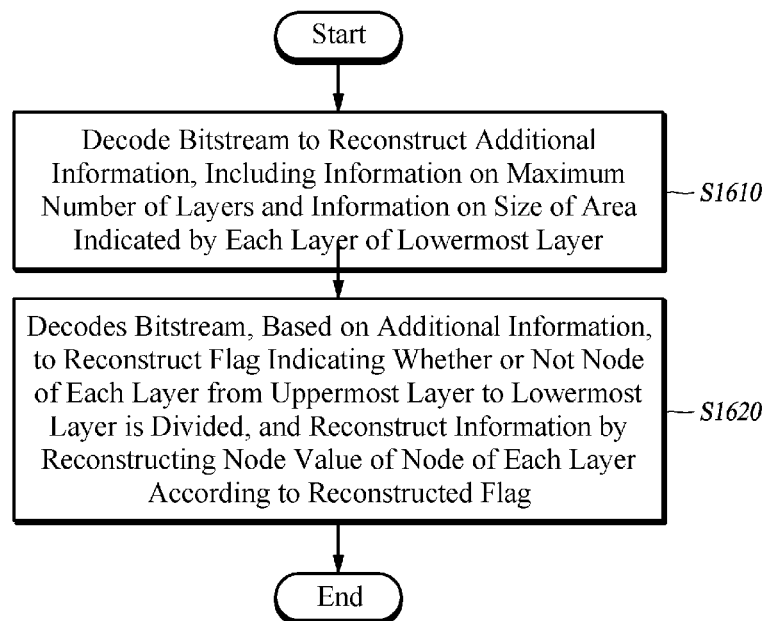 Start
Decode Bitstream to Reconstruct Additional
Information, Including Information on Maximum
Number of Layers and Information on Size of Area
Indicated by Each Layer of Lowermost Layer
S1610
Decodes Bitstream, Based on Additional Information,
to Reconstruct Flag Indicating Whether or Not Node
of Each Layer from Uppermost Layer to Lowermost
Layer is Divided, and Reconstruct Information by
Reconstructing Node Value of Node of Each Layer
According to Reconstructed Flag
S1620
End